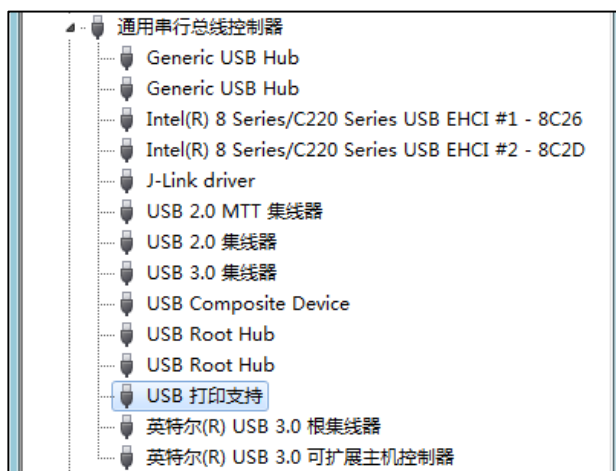 通用串行总线控制器
Generic USB Hub
Generic USB Hub
Intel(R) 8 Series/C220 Series USB EHCI #1 - 8C26
Intel(R) 8 Series/C220 Series USB EHCI #2 - 8C2D
J-Link driver
USB 2.0 MTT 集线器
USB 2.0 集线器
USB 3.0 集线器
USB Composite Device
USB Root Hub
USB Root Hub
USB 打印支持
英特尔(R) USB 3.0 根集线器
英特尔(R) USB 3.0 可扩展主机控制器